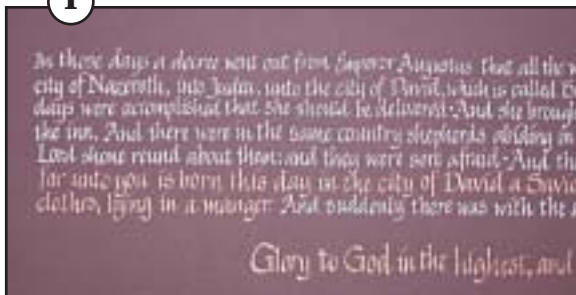 1
In those days a decree went out from Emperor Augustus that all the w
city of Nazareth, into Judea, unto the city of David, which is called
days were accomplished that she should be delivered. And she brough
the inn. And there were in the same country shepherds abiding in
Lord shone round about them: and they were sore afraid. And th
for unto you is born this day in the city of David a Savio
clothes, lying in a manger. And suddenly there was with the
Glory to God in the highest, and